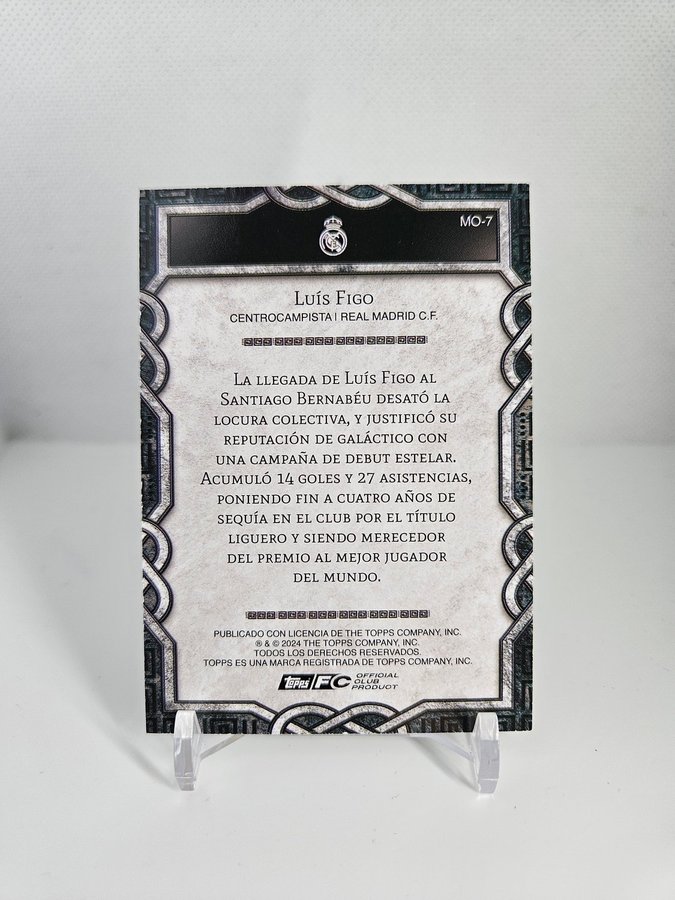 MO-7
Luís Figo
CENTROCAMPISTA | REAL MADRID C.F.
La llegada de Luís Figo al
Santiago Bernabéu desató la
locura colectiva, y justificó su
reputación de galáctico con
una campaña de debut estelar.
Acumuló 14 goles y 27 asistencias,
poniendo fin a cuatro años de
sequía en el club por el título
liguero y siendo merecedor
del premio al mejor jugador
del mundo.
PUBLICADO CON LICENCIA DE THE TOPPS COMPANY, INC.
® & © 2024 THE TOPPS COMPANY, INC.
TODOS LOS DERECHOS RESERVADOS.
TOPPS ES UNA MARCA REGISTRADA DE TOPPS COMPANY, INC.
Topps FC OFFICIAL
CLUB
PRODUCT